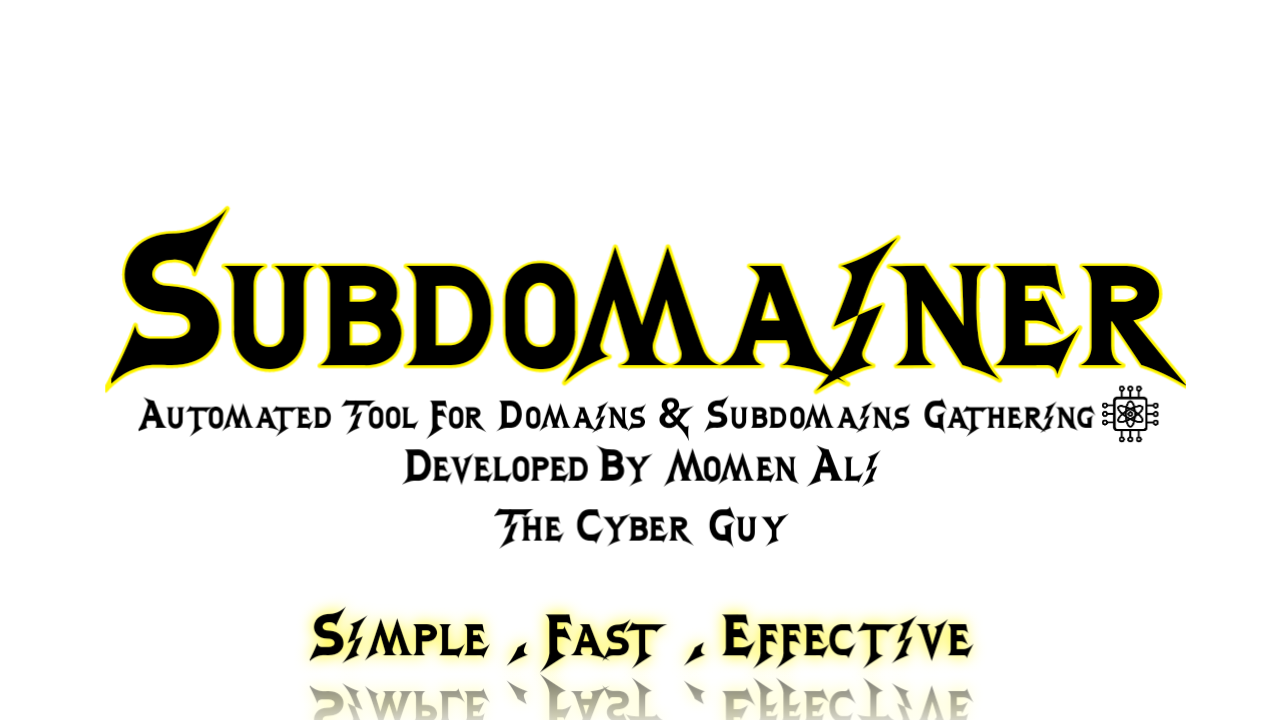 Subdomainer
Automated Tool For Domains & Subdomains Gathering
Developed By Momen Ali
The Cyber Guy
Simple , Fast , Effective